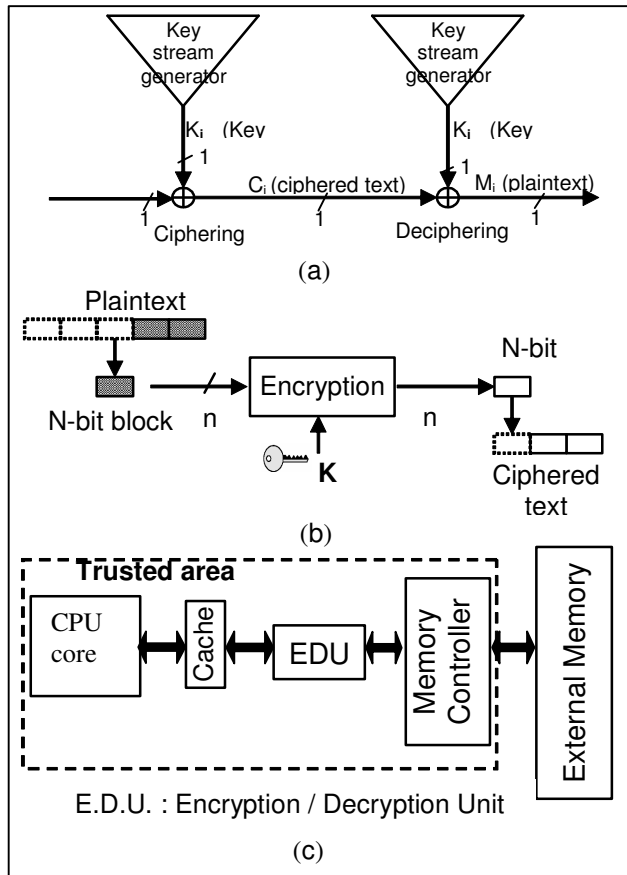 Key
stream
generator
Key
stream
generator
Ki (Key
Ki (Key
1
1
Ci (ciphered text)
Mi (plaintext)
1
1
1
Ciphering
Deciphering
(a)
Plaintext
N-bit block
n
Encryption
n
N-bit
K
Ciphered
text
(b)
Trusted area
CPU
core
Cache
EDU
Memory
Controller
External Memory
E.D.U. : Encryption / Decryption Unit
(c)